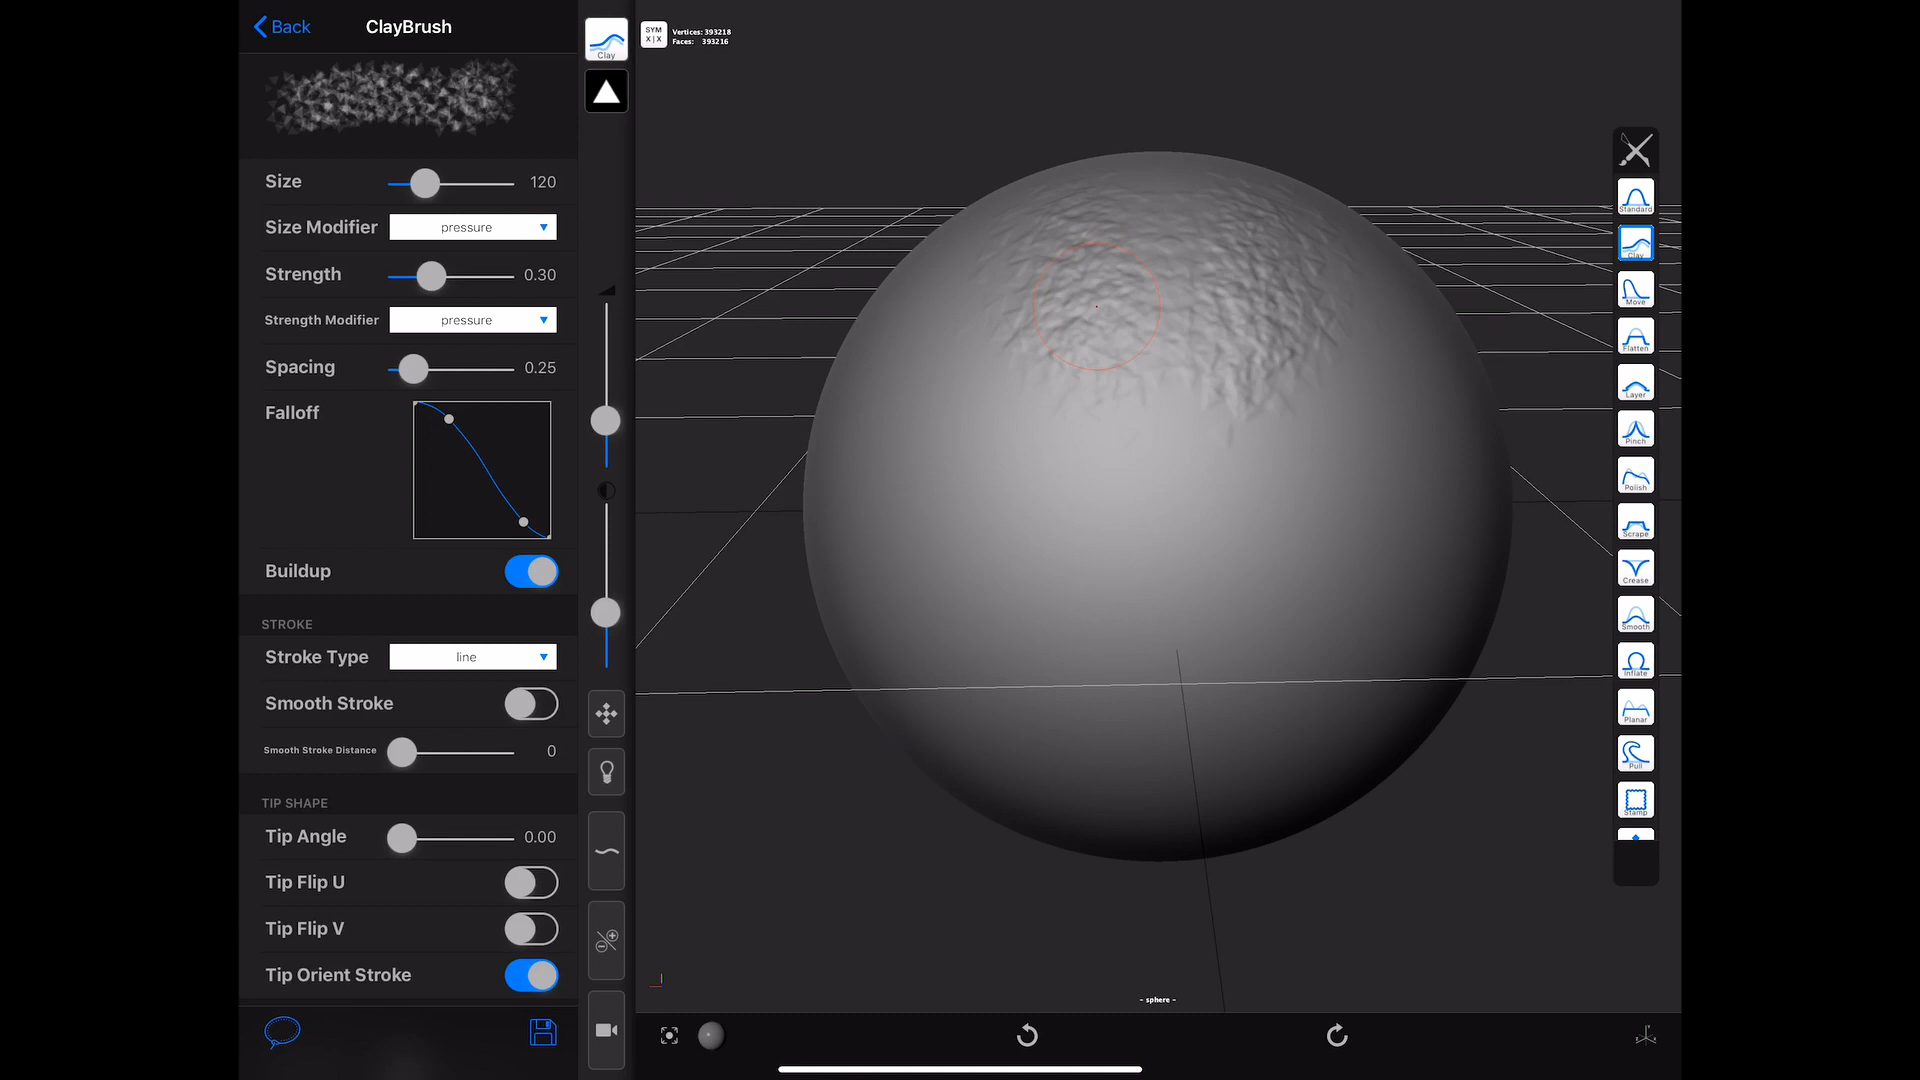 Back
ClayBrush
Size
120
Size Modifier
pressure
Strength
0.30
Strength Modifier
pressure
Spacing
0.25
Falloff
Buildup
STROKE
Stroke Type
line
Smooth Stroke
Smooth Stroke Distance
0
TIP SHAPE
Tip Angle
0.00
Tip Flip U
Tip Flip V
Tip Orient Stroke
Clay
SYM
X|X
Vertices: 393218
Faces: 393216
- sphere -
Standard
Clay
Move
Flatten
Layer
Pinch
Polish
Scrape
Crease
Smooth
Inflate
Planar
Pull
Stamp